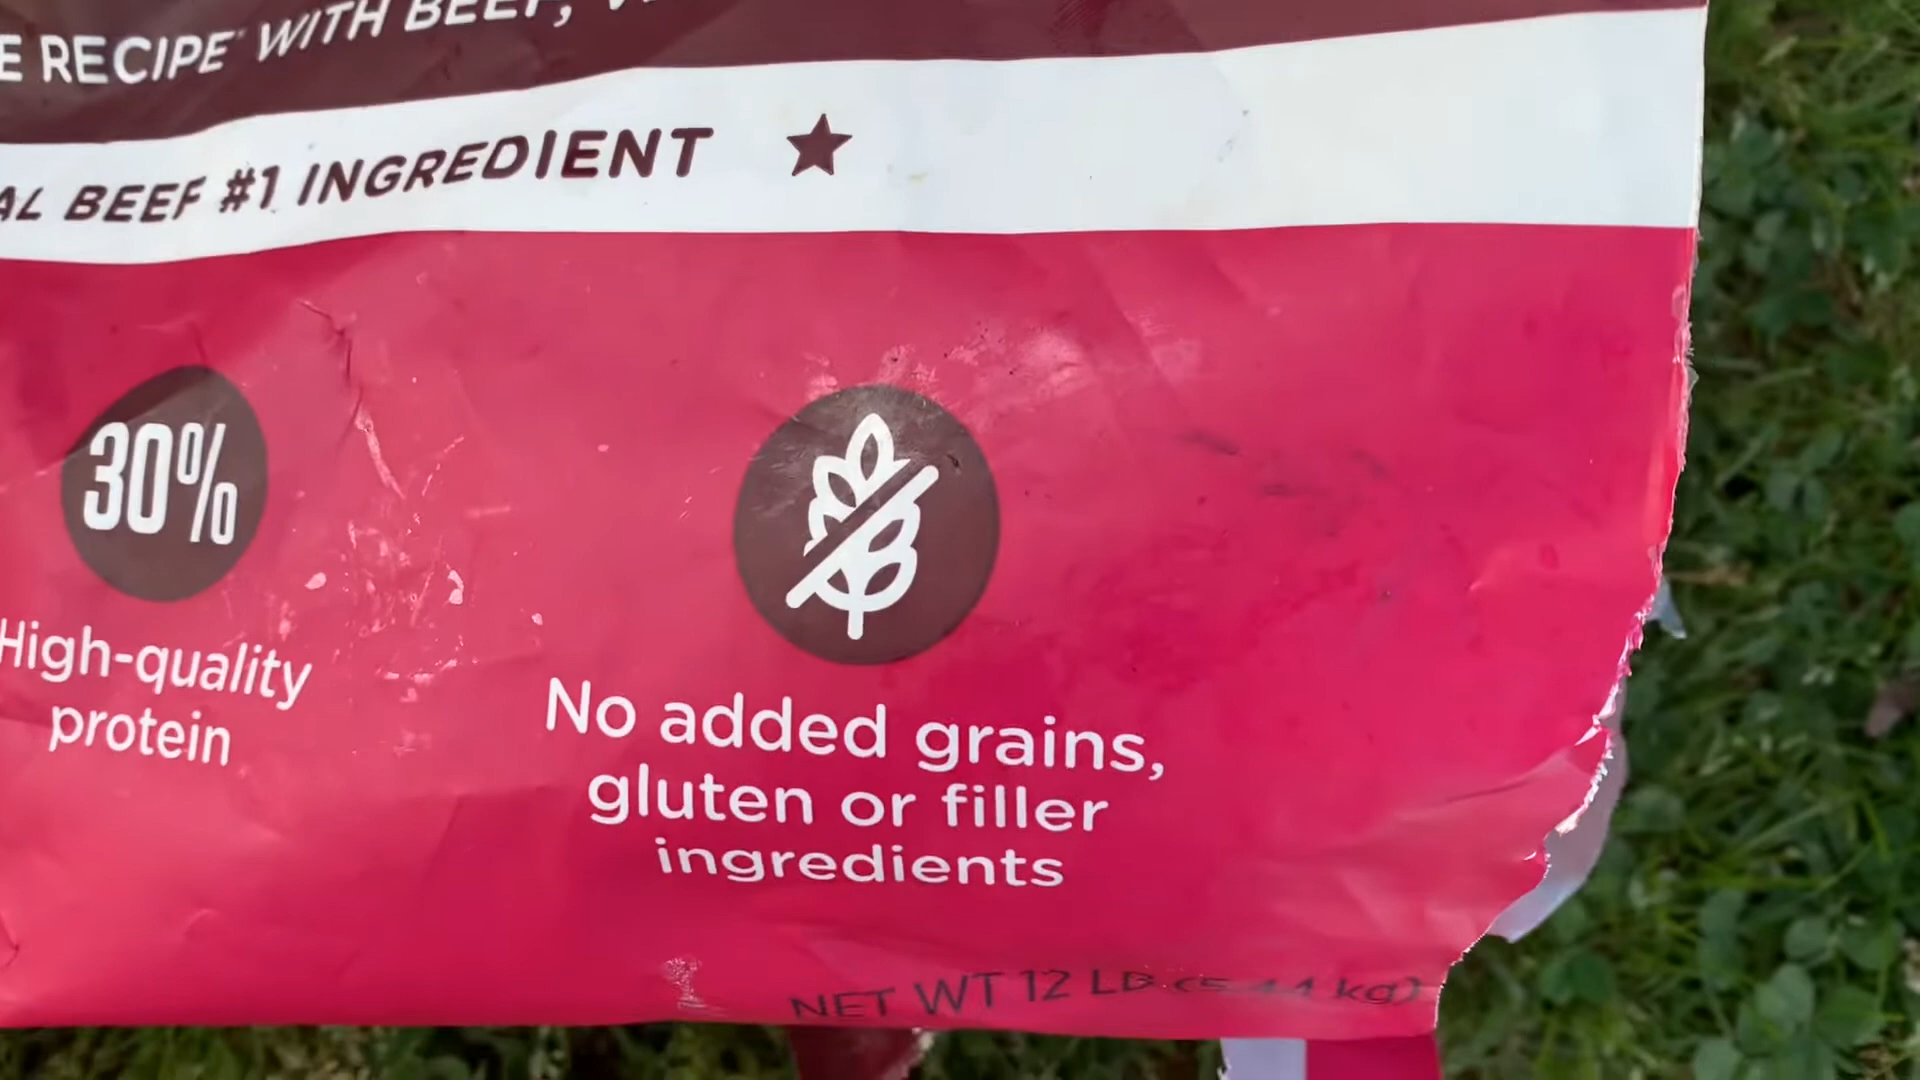 RECIPE WITH BEEF,
BEEF #1 INGREDIENT
30%
High-quality
protein
No added grains,
gluten or filler
ingredients
NET WT 12 LB (5.44 kg)